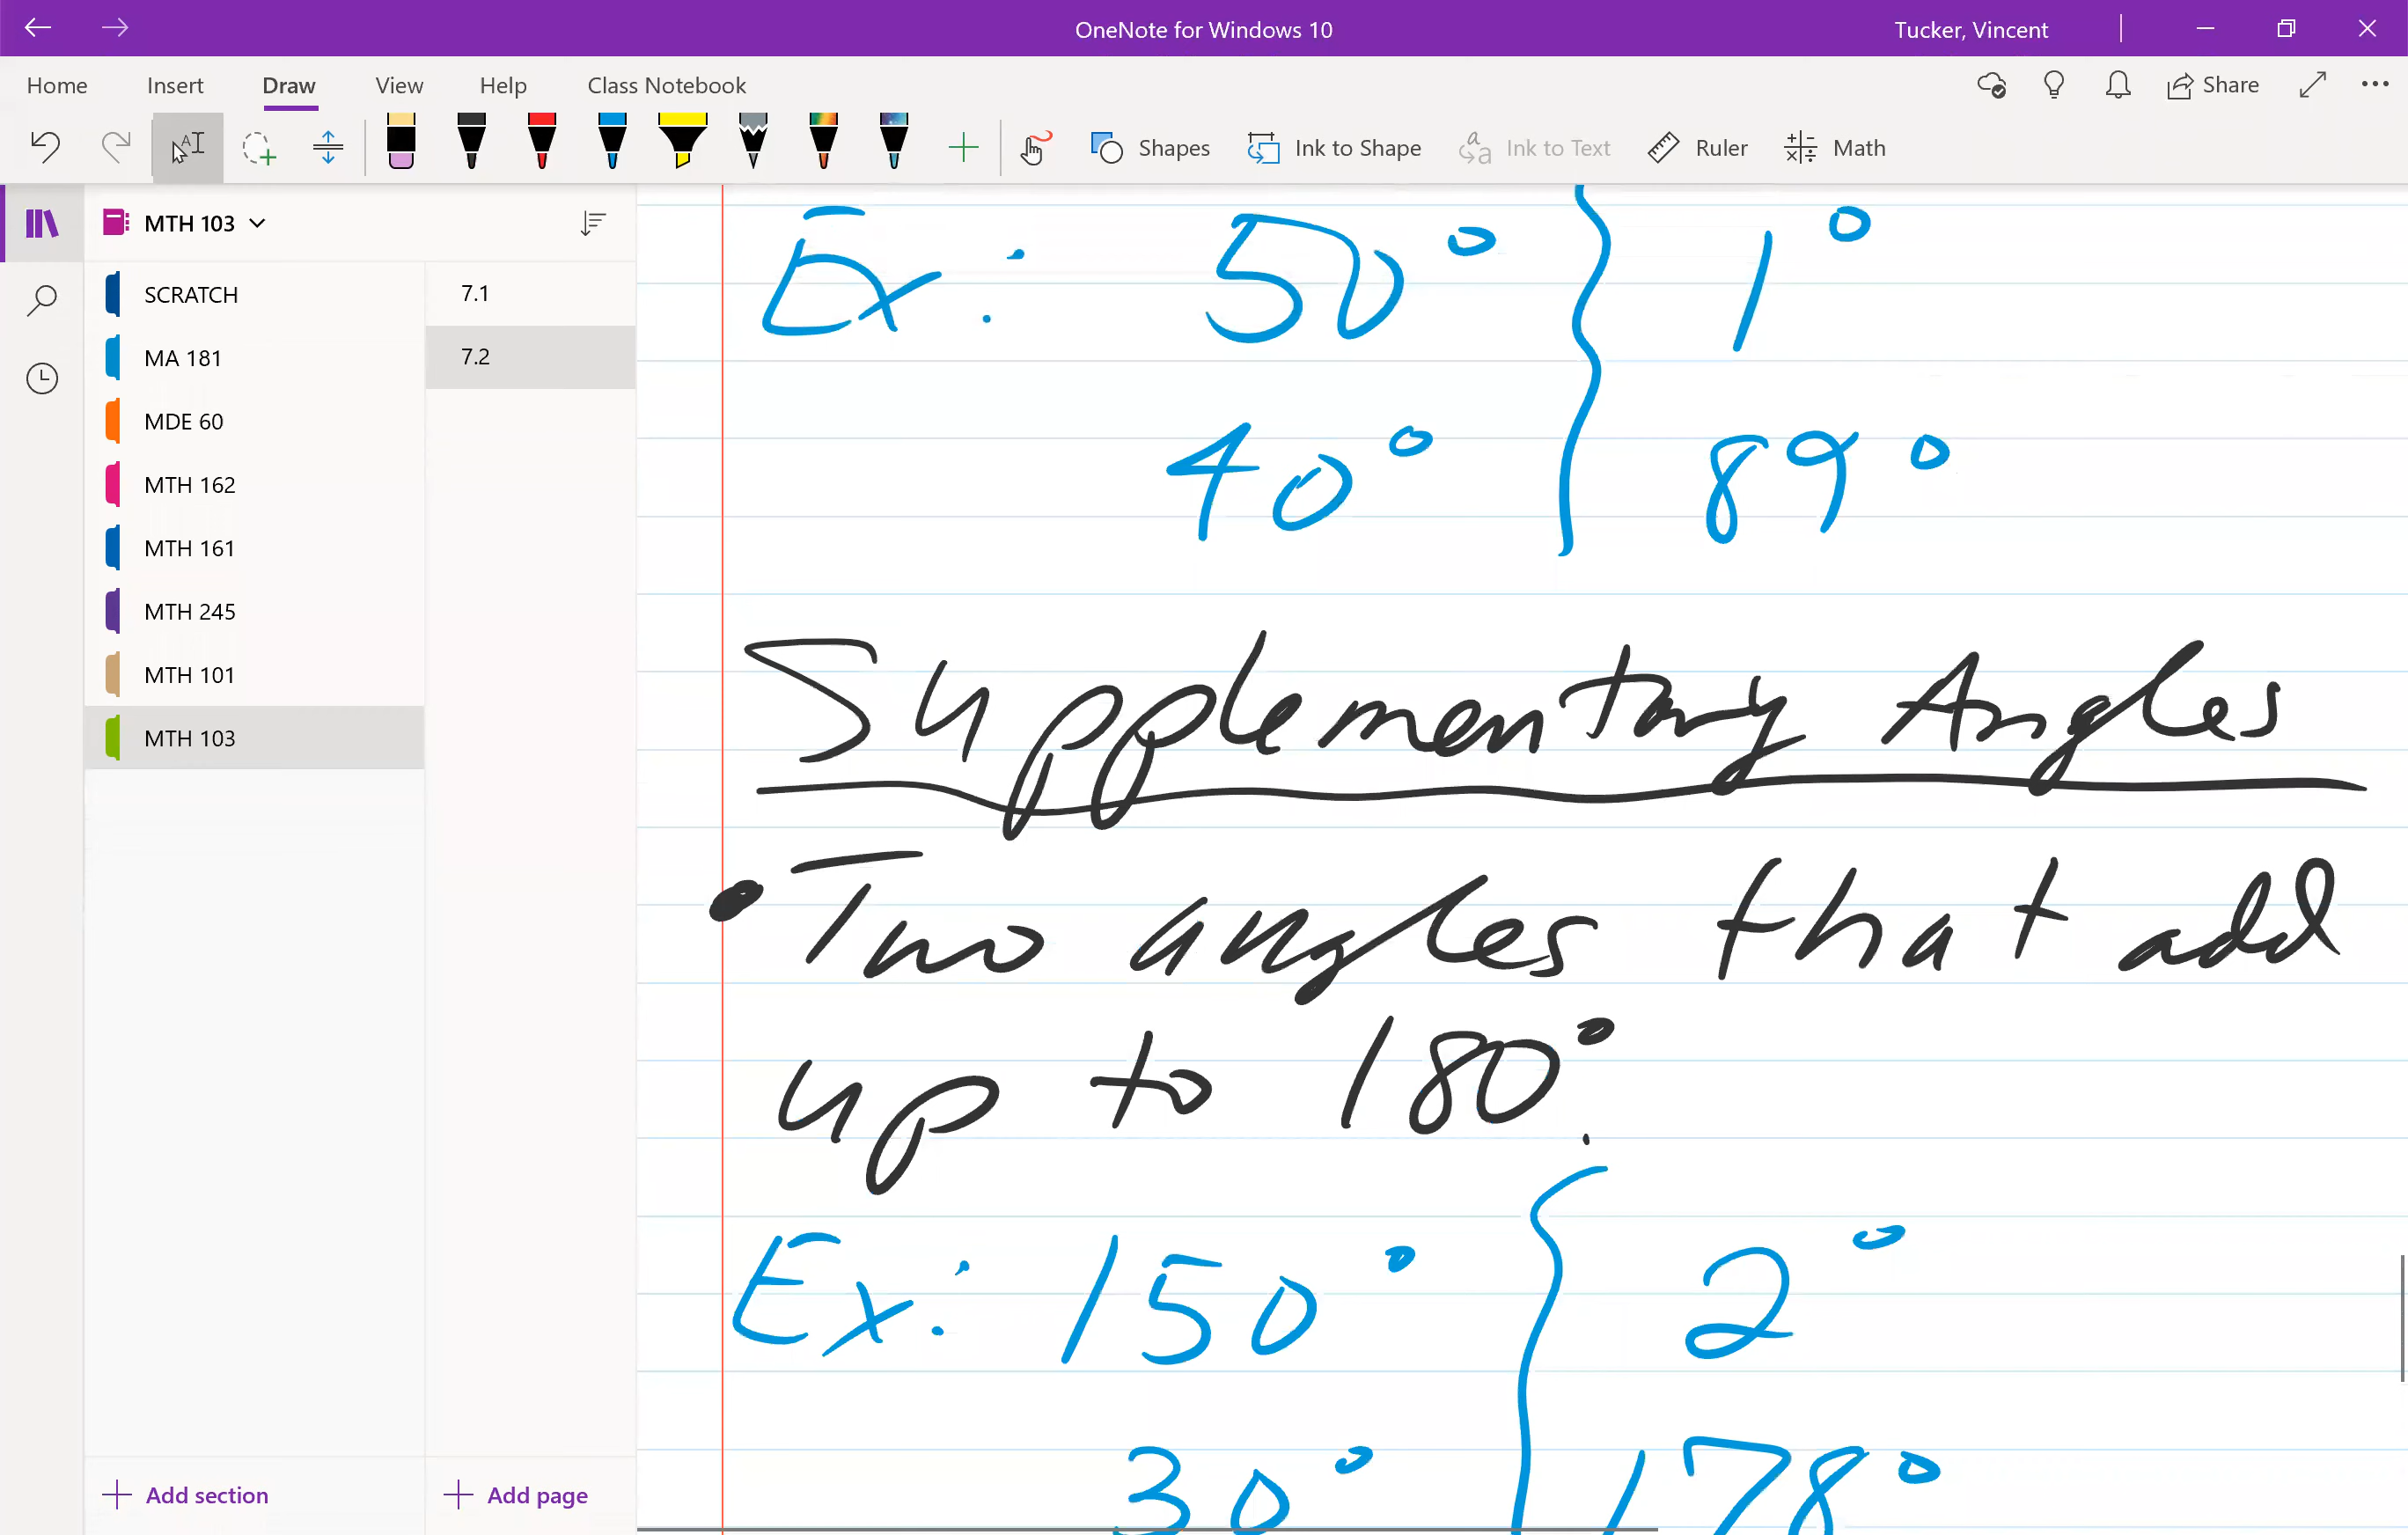 OneNote for Windows 10
Tucker, Vincent
Home Insert Draw View Help Class Notebook Share
Shapes Ink to Shape Ink to Text Ruler Math
MTH 103
SCRATCH
MA 181
MDE 60
MTH 162
MTH 161
MTH 245
MTH 101
MTH 103
Add section
7.1
7.2
Add page
Ex: 50° 1°
40° 89°
Supplementary Angles
• Two angles that add
up to 180°.
Ex: 150° 2°
30° 178°